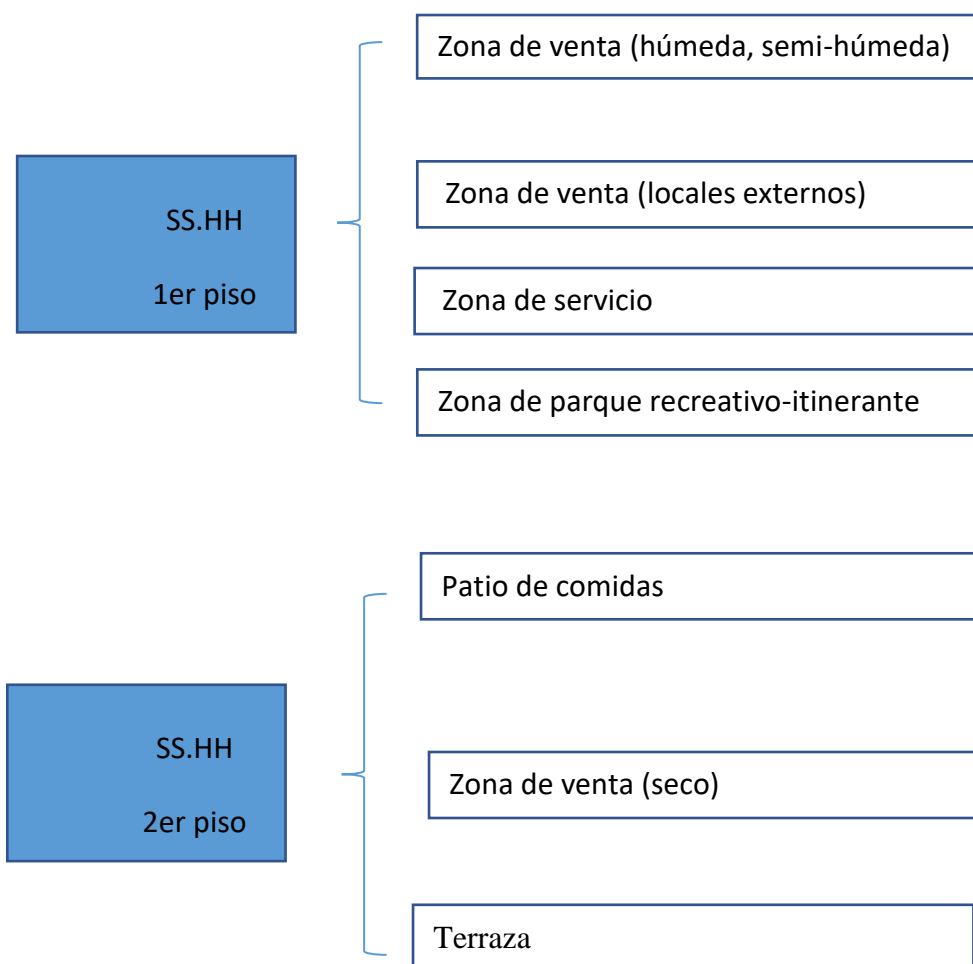 Zona de venta (húmeda, semi-húmeda)
SS.HH
1er piso
Zona de venta (locales externos)
Zona de servicio
Zona de parque recreativo-itinerante
Patio de comidas
SS.HH
2er piso
Zona de venta (seco)
Terraza